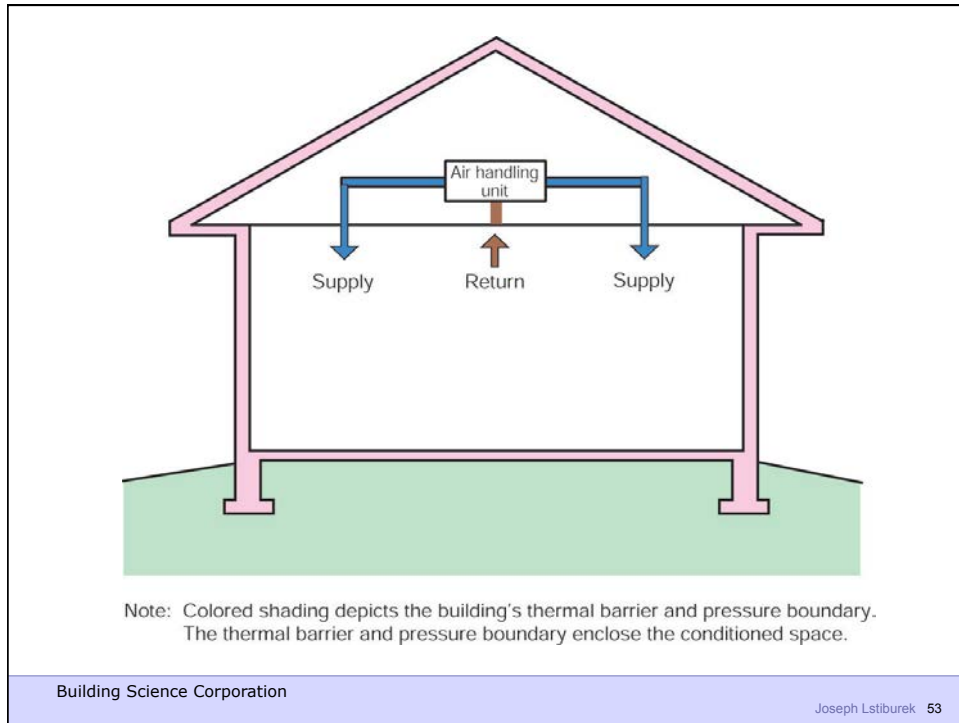 Air handling
unit
Supply
Return
Supply
Note: Colored shading depicts the building's thermal barrier and pressure boundary.
The thermal barrier and pressure boundary enclose the conditioned space.
Building Science Corporation
Joseph Lstiburek 53